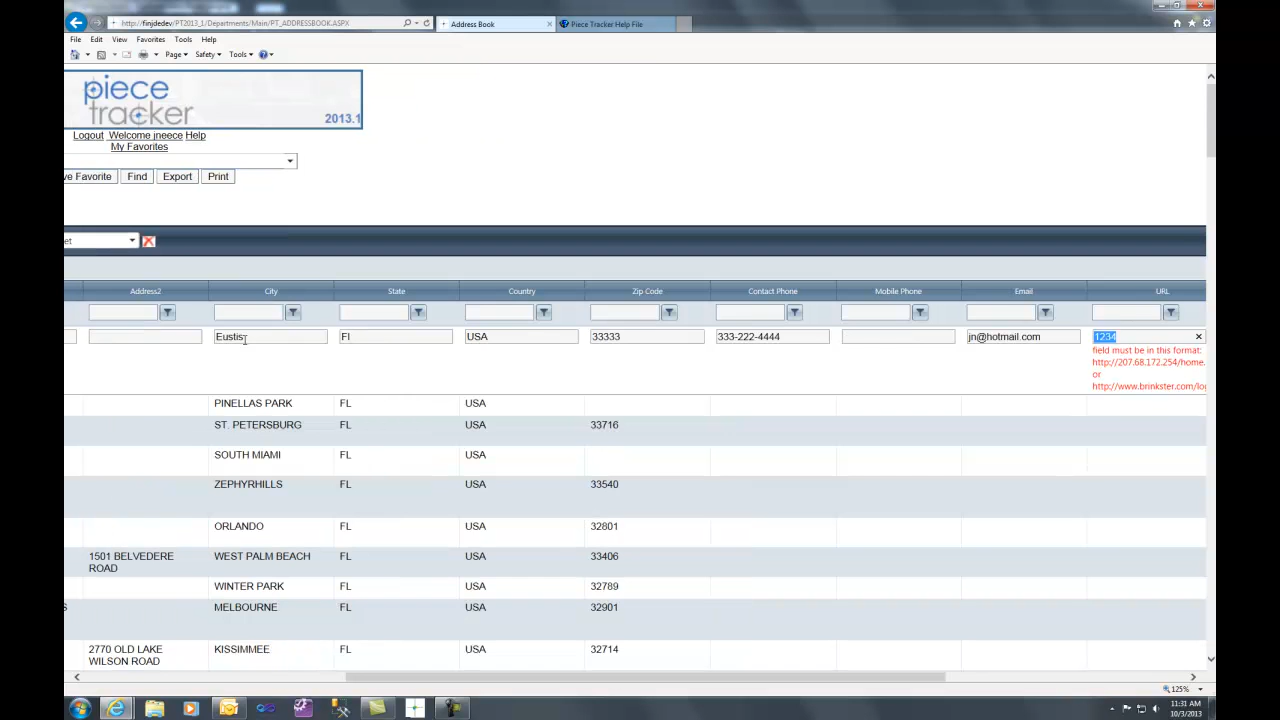 http://finjdedev/PT2013_1/Departments/Main/PT_ADDRESSBOOK.ASPX
Address Book
Piece Tracker Help File
File Edit View Favorites Tools Help
Page Safety Tools
piece
tracker
2013.1
Logout Welcome jneece Help
My Favorites
ve Favorite Find Export Print
et
Address2 City State Country Zip Code Contact Phone Mobile Phone Email URL
Eustis Fl USA 33333 333-222-4444 jn@hotmail.com 1234
field must be in this format:
http://207.68.172.254/home.
or
http://www.brinkster.com/lo
PINELLAS PARK FL USA
ST. PETERSBURG FL USA 33716
SOUTH MIAMI FL USA
ZEPHYRHILLS FL USA 33540
ORLANDO FL USA 32801
1501 BELVEDERE WEST PALM BEACH FL USA 33406
ROAD
WINTER PARK FL USA 32789
S MELBOURNE FL USA 32901
2770 OLD LAKE KISSIMMEE FL USA 32714
WILSON ROAD
125%
11:31 AM
10/3/2013